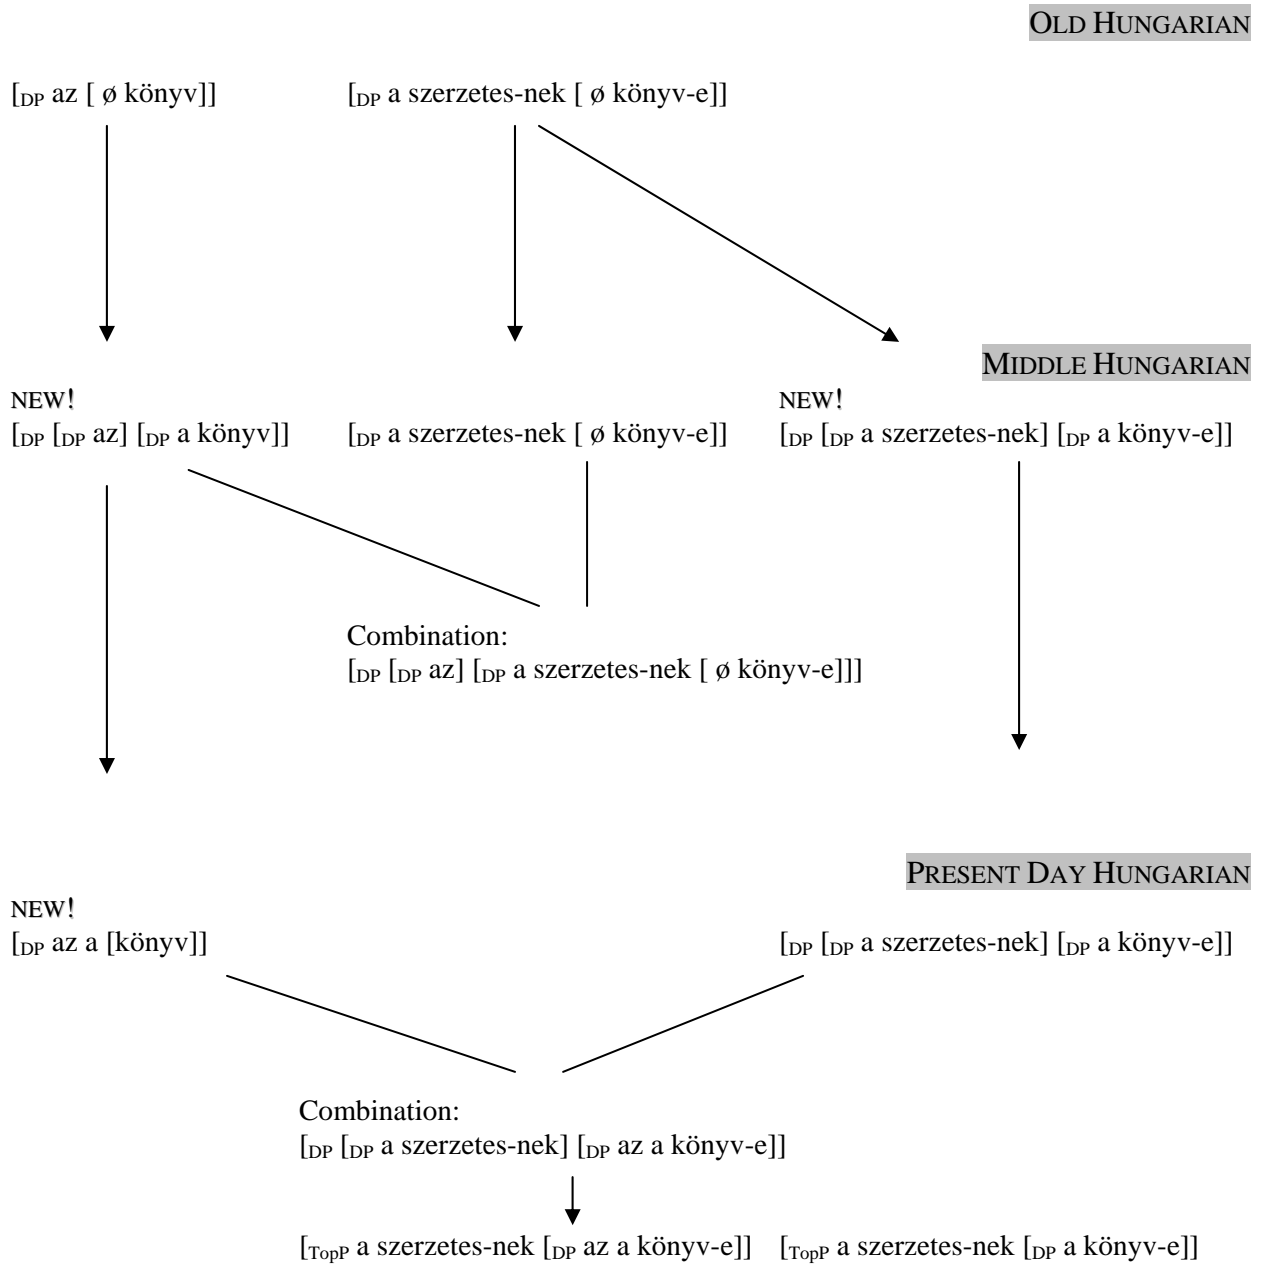 OLD HUNGARIAN
[DP az [ ø könyv]] [DP a szerzetes-nek [ ø könyv-e]]
MIDDLE HUNGARIAN
NEW! NEW!
[DP [DP az] [DP a könyv]] [DP a szerzetes-nek [ ø könyv-e]] [DP [DP a szerzetes-nek] [DP a könyv-e]]
Combination:
[DP [DP az] [DP a szerzetes-nek [ ø könyv-e]]]
PRESENT DAY HUNGARIAN
NEW!
[DP az a [könyv]] [DP [DP a szerzetes-nek] [DP a könyv-e]]
Combination:
[DP [DP a szerzetes-nek] [DP az a könyv-e]]
[TopP a szerzetes-nek [DP az a könyv-e]] [TopP a szerzetes-nek [DP a könyv-e]]